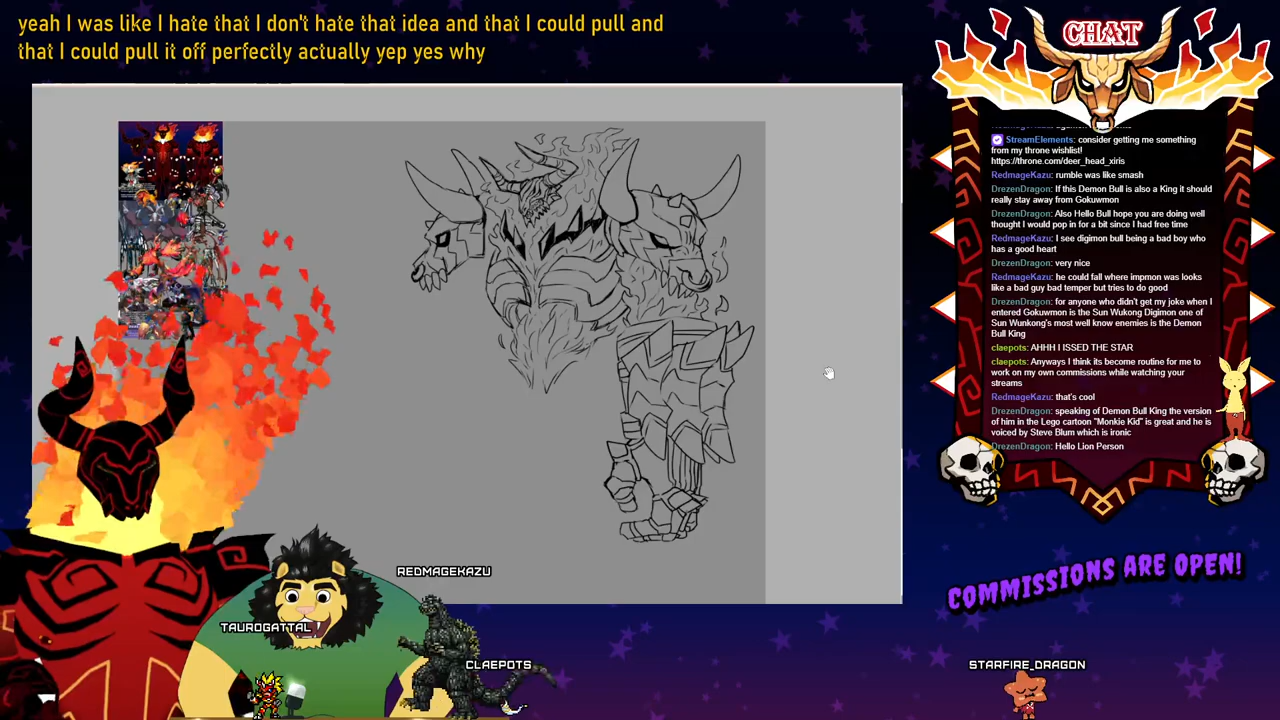 yeah I was like I hate that I don't hate that idea and that I could pull and
that I could pull it off perfectly actually yep yes why
CHAT
StreamElements: consider getting me something
from my throne wishlist!
https://throne.com/deer_head_xiris
RedmageKazu: rumble was like smash
DrezenDragon: If this Demon Bull is also a King it should
really stay away from Gokuwmon
DrezenDragon: Also Hello Bull hope you are doing well
thought I would pop in for a bit since I had free time
RedmageKazu: I see digimon bull being a bad boy who
has a good heart
DrezenDragon: very nice
RedmageKazu: he could fall where impmon was looks
like a bad guy bad temper but tries to do good
DrezenDragon: for anyone who didn't get my joke when I
entered Gokuwmon is the Sun Wukong Digimon one of
Sun Wunkong's most well know enemies is the Demon
Bull King
claepots: AHHH I ISSED THE STAR
claepots: Anyways I think its become routine for me to
work on my own commissions while watching your
streams
RedmageKazu: that's cool
DrezenDragon: speaking of Demon Bull King the version
of him in the Lego cartoon "Monkie Kid" is great and he is
voiced by Steve Blum which is ironic
DrezenDragon: Hello Lion Person
COMMISSIONS ARE OPEN!
REDMAGEKAZU
TAUROGATTAL
CLAEPOTS
STARFIRE_DRAGON